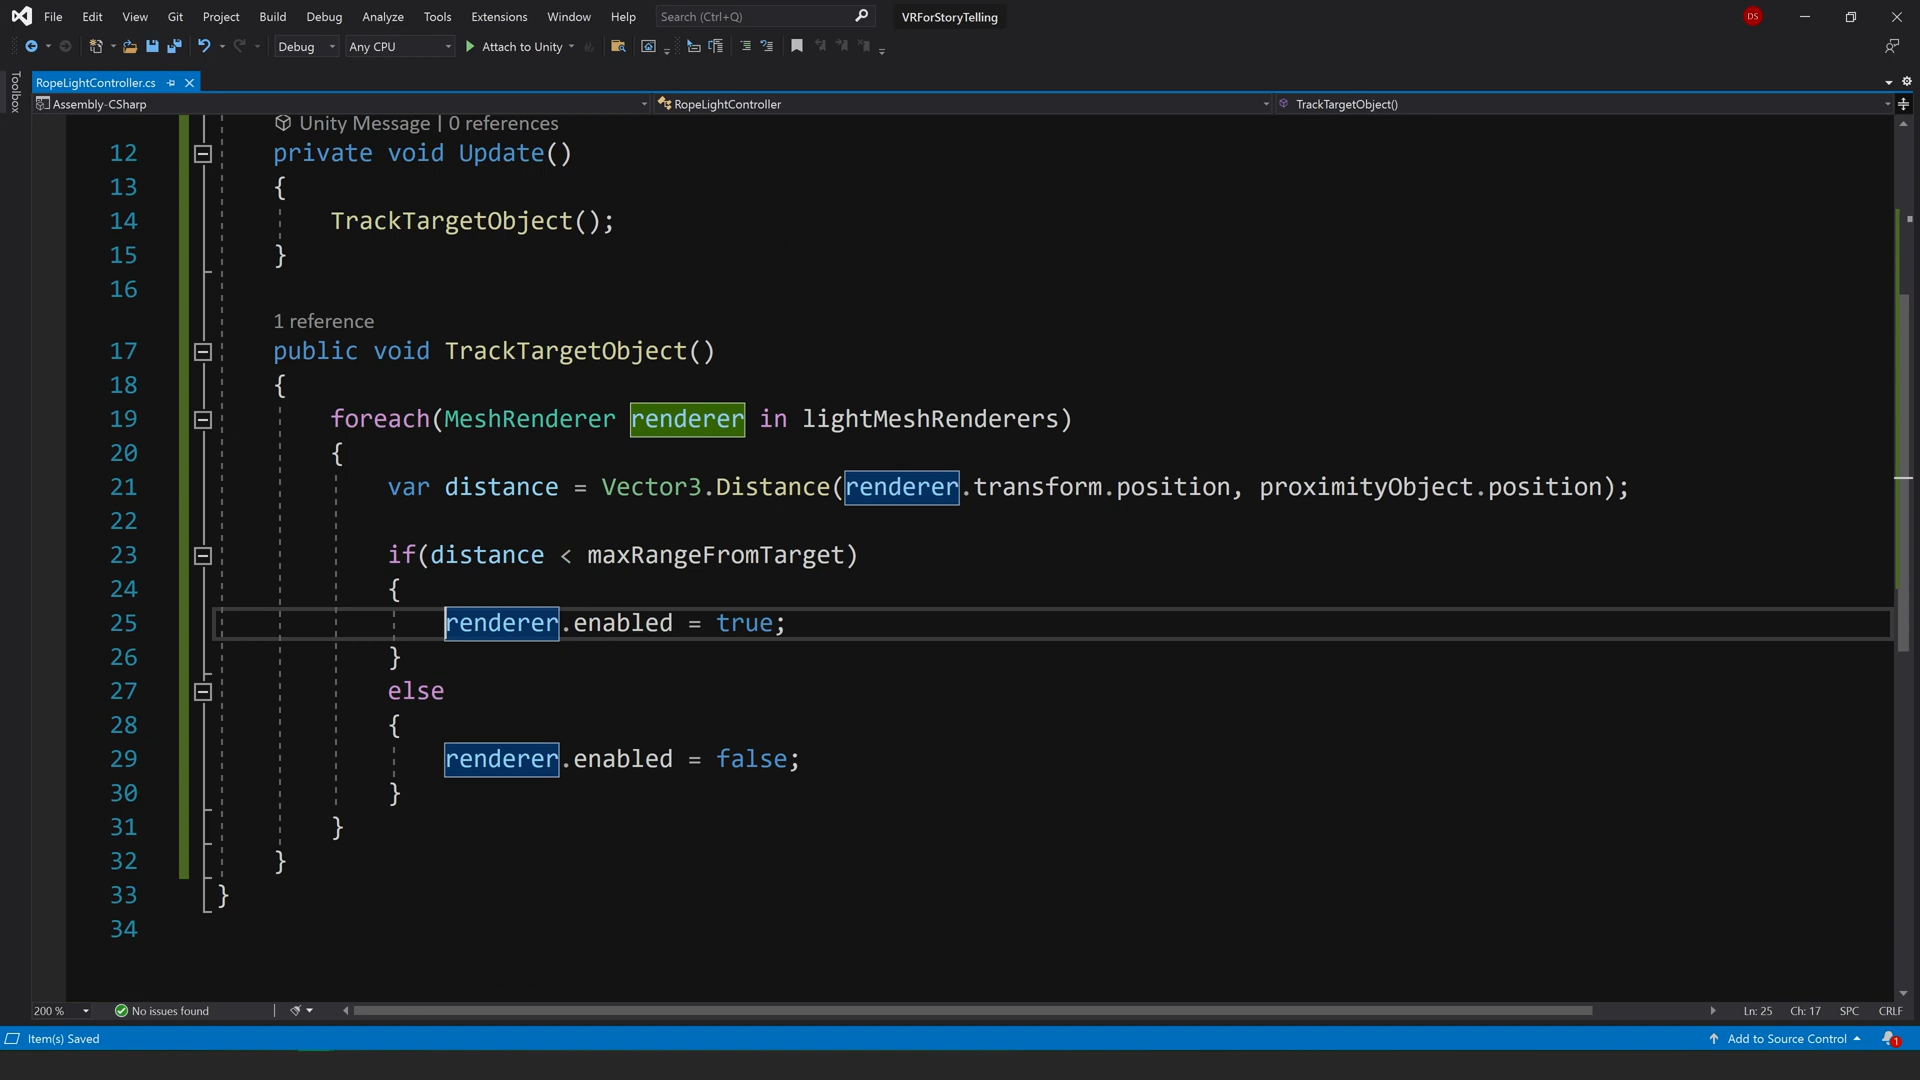 File Edit View Git Project Build Debug Analyze Tools Extensions Window Help Search (Ctrl+Q) VRForStoryTelling DS
Debug Any CPU Attach to Unity
Toolbox
RopeLightController.cs
Assembly-CSharp RopeLightController TrackTargetObject()
Unity Message | 0 references
12 private void Update()
13 {
14 TrackTargetObject();
15 }
16
1 reference
17 public void TrackTargetObject()
18 {
19 foreach(MeshRenderer renderer in lightMeshRenderers)
20 {
21 var distance = Vector3.Distance(renderer.transform.position, proximityObject.position);
22
23 if(distance < maxRangeFromTarget)
24 {
25 renderer.enabled = true;
26 }
27 else
28 {
29 renderer.enabled = false;
30 }
31 }
32 }
33 }
34
200 % No issues found Ln: 25 Ch: 17 SPC CRLF
Item(s) Saved Add to Source Control 1